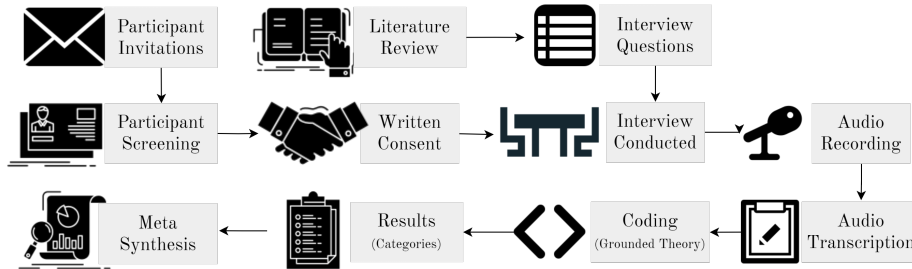 Participant
Invitations
Literature
Review
Interview
Questions
Participant
Screening
Written
Consent
Interview
Conducted
Audio
Recording
Meta
Synthesis
Results
(Categories)
Coding
(Grounded Theory)
Audio
Transcription